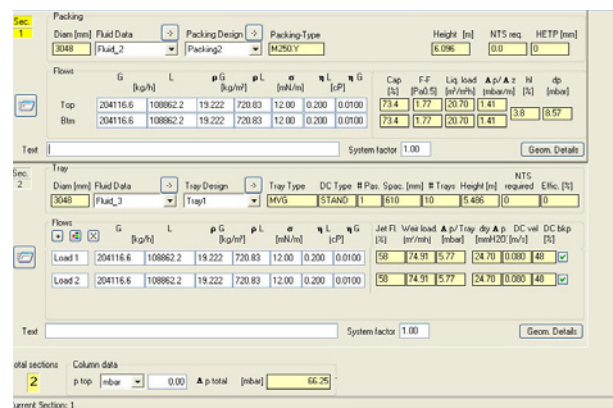 Sec.
1
Packing
Diam [mm] Fluid Data -> Packing Design -> Packing-Type Height [m] NTS req. HETP [mm]
3048 Fluid_2 Packing2 M250.Y 6.096 0.0 0
Flows G L ρG ρL σ ηL ηG Cap F-F Liq. load Δp/Δz hl dp
[kg/h] [kg/m³] [mN/m] [cP] [%] [Pa0.5] [m³/m²h] [mbar/m] [%] [mbar]
Top 204116.6 108862.2 19.222 720.83 12.00 0.200 0.0100 73.4 1.77 20.70 1.41
3.8 8.57
Btm 204116.6 108862.2 19.222 720.83 12.00 0.200 0.0100 73.4 1.77 20.70 1.41
Text System factor 1.00 Geom. Details
Sec.
2
Tray
NTS
Diam [mm] Fluid Data -> Tray Design -> Tray Type DC Type # Pas. Spac. [mm] # Trays Height [m] required Effic. [%]
3048 Fluid_3 Tray1 MVG STAND 1 610 10 5.486 0 0
Flows G L ρG ρL σ ηL ηG Jet Fl. Weir load Δp/Tray dry Δp DC vel DC bkp
[kg/h] [kg/m³] [mN/m] [cP] [%] [m³/mh] [mbar] [mmH2O] [m/s] [%]
Load 1 204116.6 108862.2 19.222 720.83 12.00 0.200 0.0100 58 74.91 5.77 24.70 0.080 48
Load 2 204116.6 108862.2 19.222 720.83 12.00 0.200 0.0100 58 74.91 5.77 24.70 0.080 48
Text System factor 1.00 Geom. Details
otal sections Column data
2 p top mbar 0.00 Δ p total [mbar] 66.25
urrent Section: 1